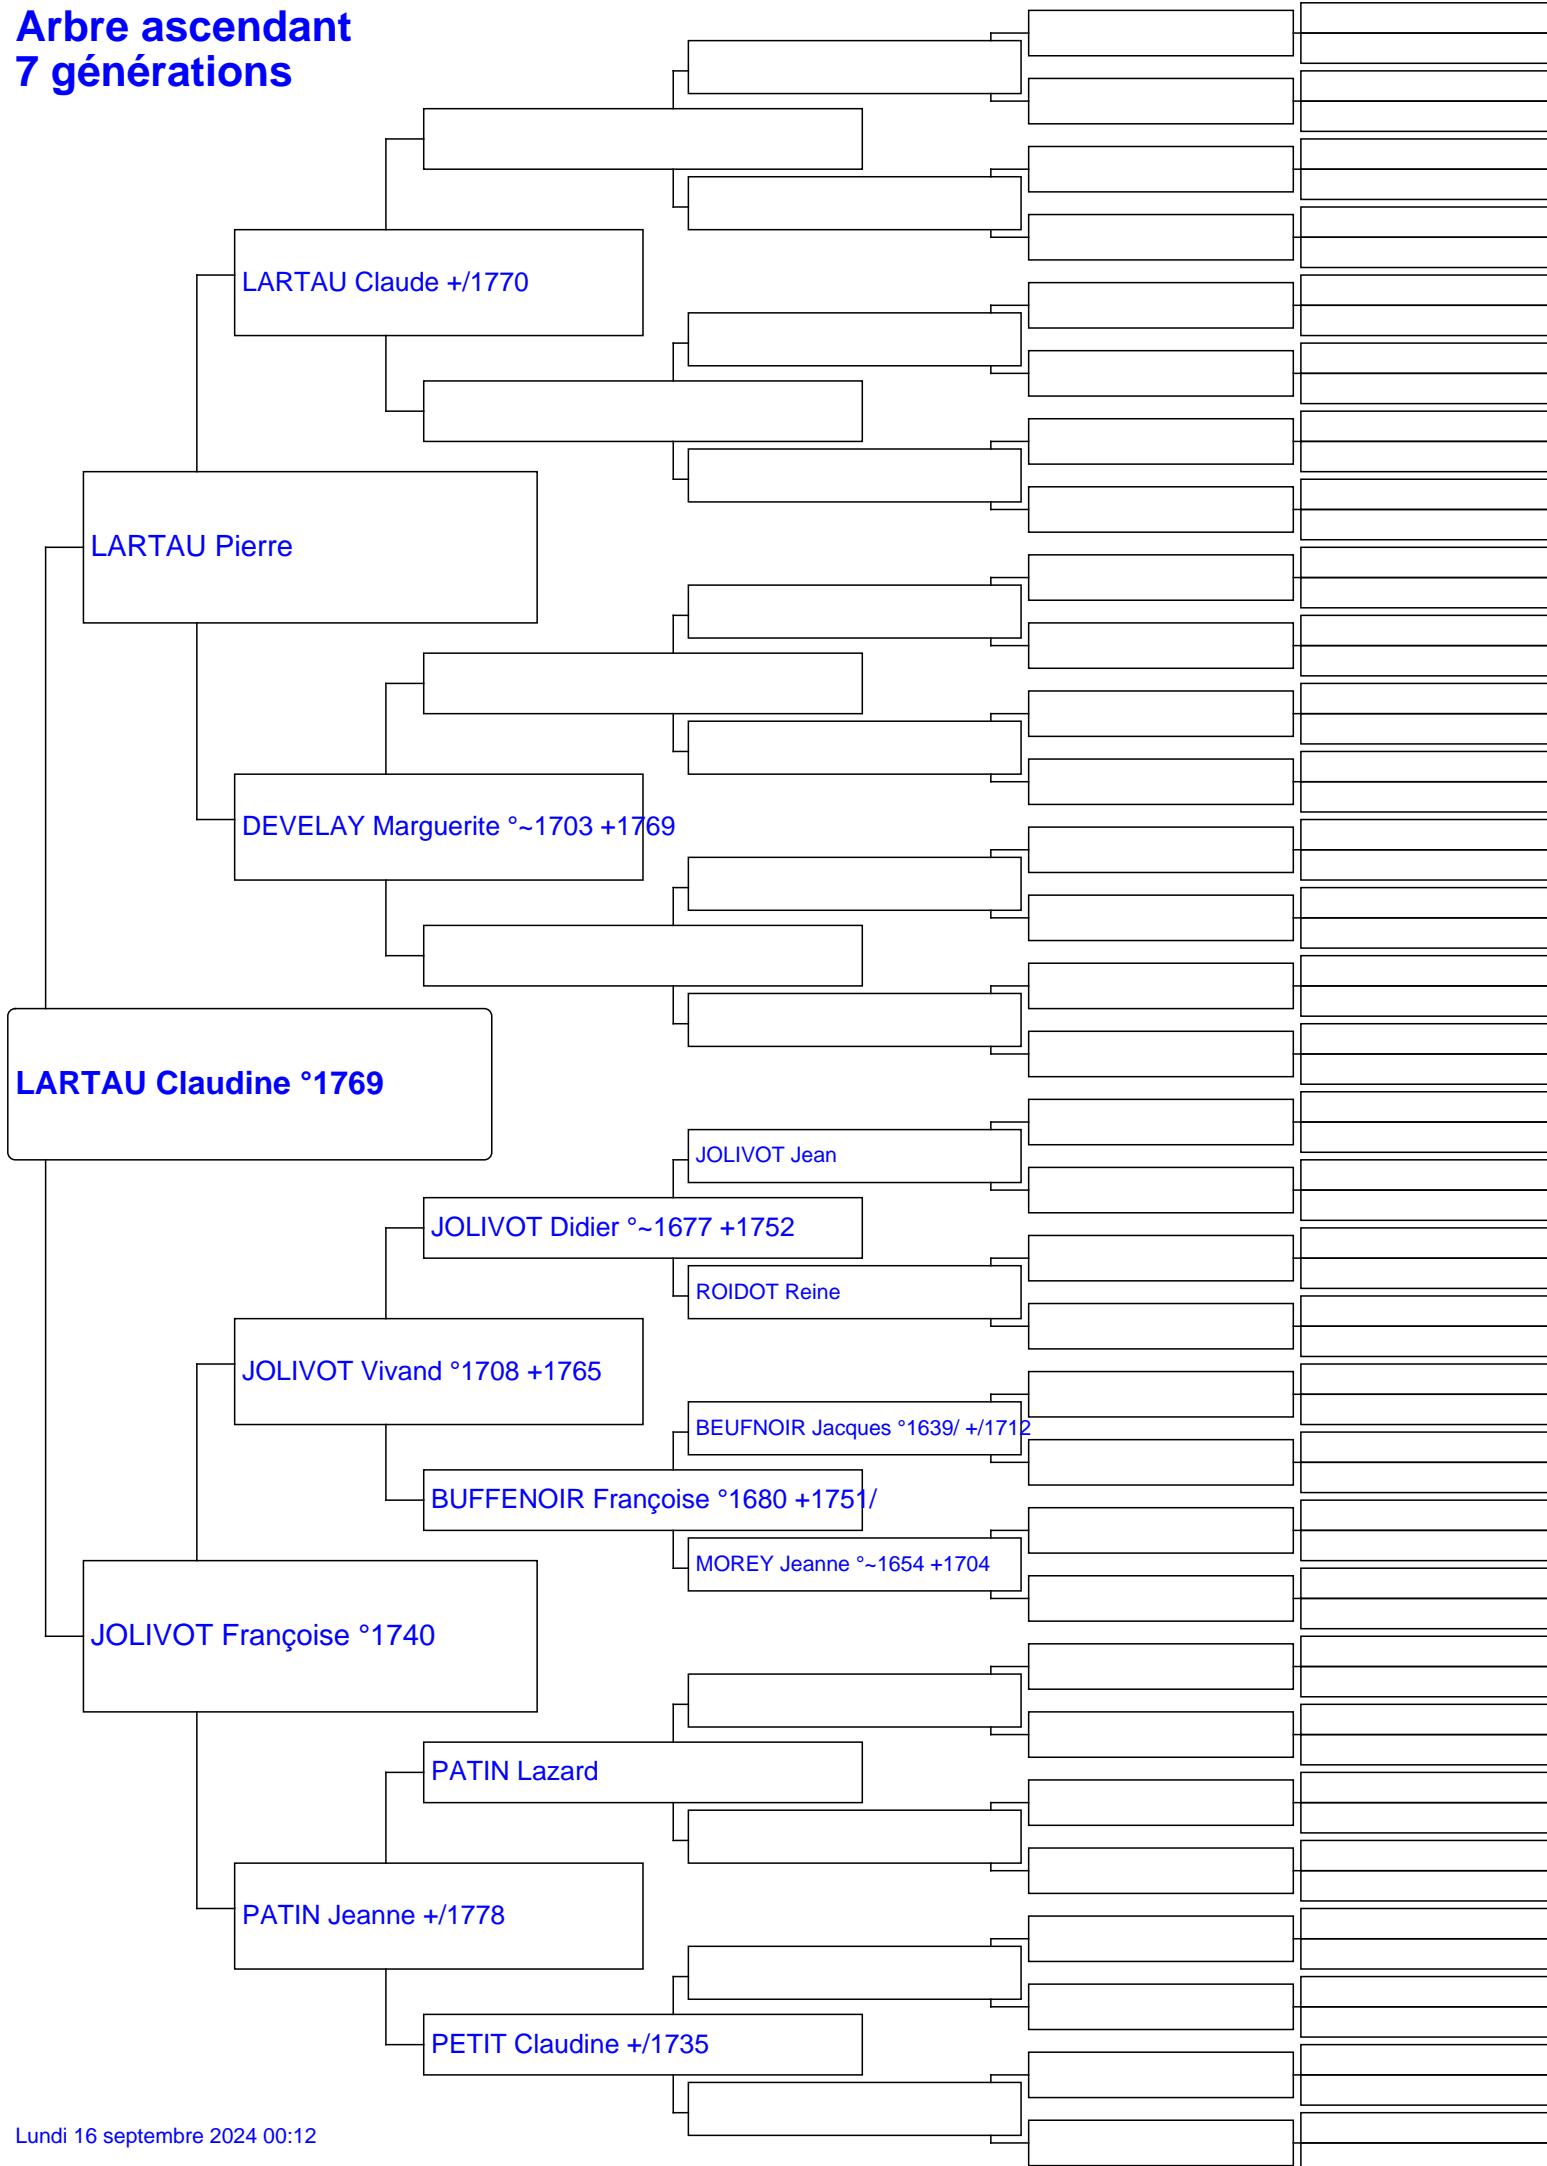 Arbre ascendant
7 générations
LARTAU Claude +/1770
LARTAU Pierre
DEVELAY Marguerite °~1703 +1769
LARTAU Claudine °1769
JOLIVOT Jean
JOLIVOT Didier °~1677 +1752
ROIDOT Reine
JOLIVOT Vivand °1708 +1765
BEUFNOIR Jacques °1639/ +/1712
BUFFENOIR Françoise °1680 +1751/
MOREY Jeanne °~1654 +1704
JOLIVOT Françoise °1740
PATIN Lazard
PATIN Jeanne +/1778
PETIT Claudine +/1735
Lundi 16 septembre 2024 00:12